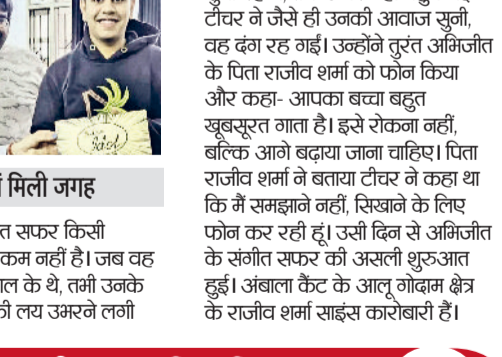 मिली जगह
त सफर किसी
कम नहीं है। जब वह
ल के थे, तभी उनके
की लय उभरने लगी
टीचर ने जैसे ही उनकी आवाज सुनी,
वह दंग रह गईं। उन्होंने तुरंत अभिजीत
के पिता राजीव शर्मा को फोन किया
और कहा- आपका बच्चा बहुत
खूबसूरत गाता है। इसे रोकना नहीं,
बल्कि आगे बढ़ाया जाना चाहिए। पिता
राजीव शर्मा ने बताया टीचर ने कहा था
कि मैं समझाने नहीं, सिखाने के लिए
फोन कर रही हूं। उसी दिन से अभिजीत
के संगीत सफर की असली शुरुआत
हुई। अंबाला कैंट के आलू गोदाम क्षेत्र
के राजीव शर्मा साइंस कारोबारी हैं।